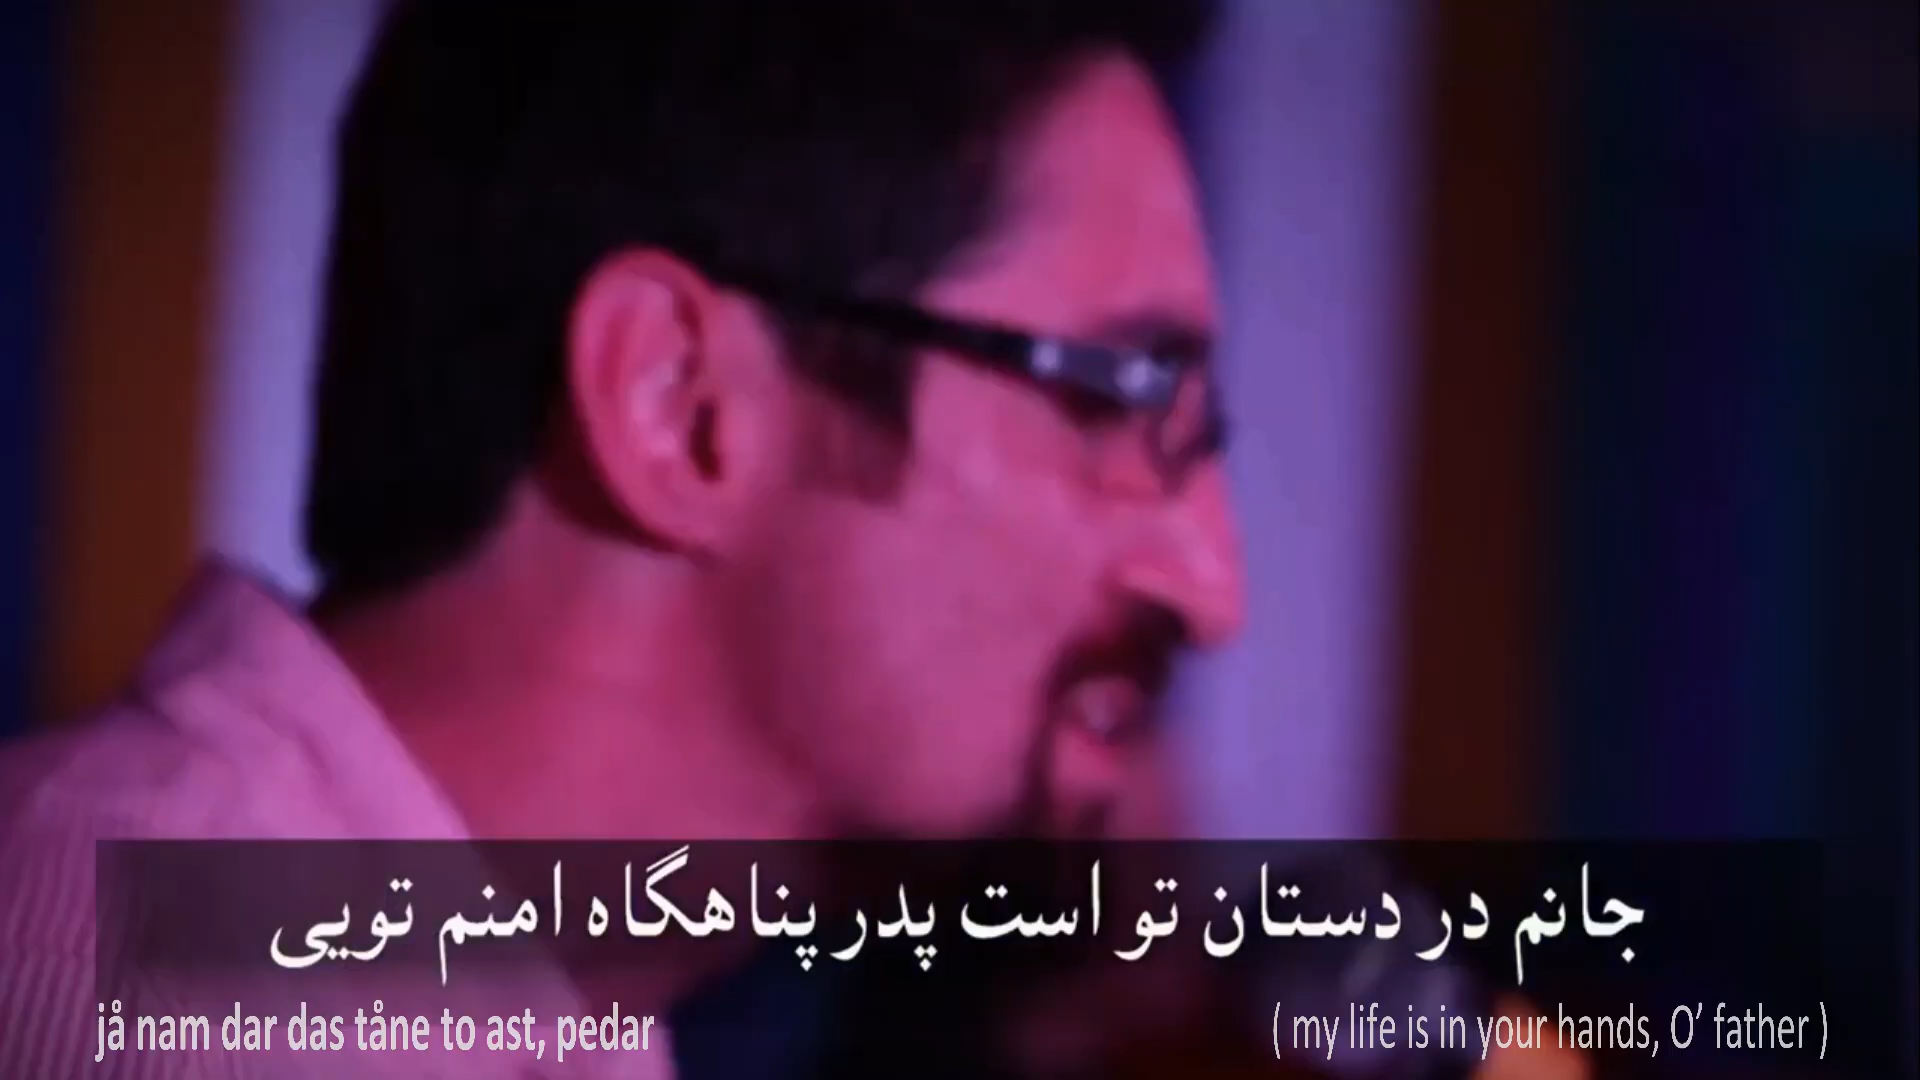 جانم در دستان تو است پدر پناهگاه امنم تویی
jå nam dar das tåne to ast, pedar
( my life is in your hands, O’ father )